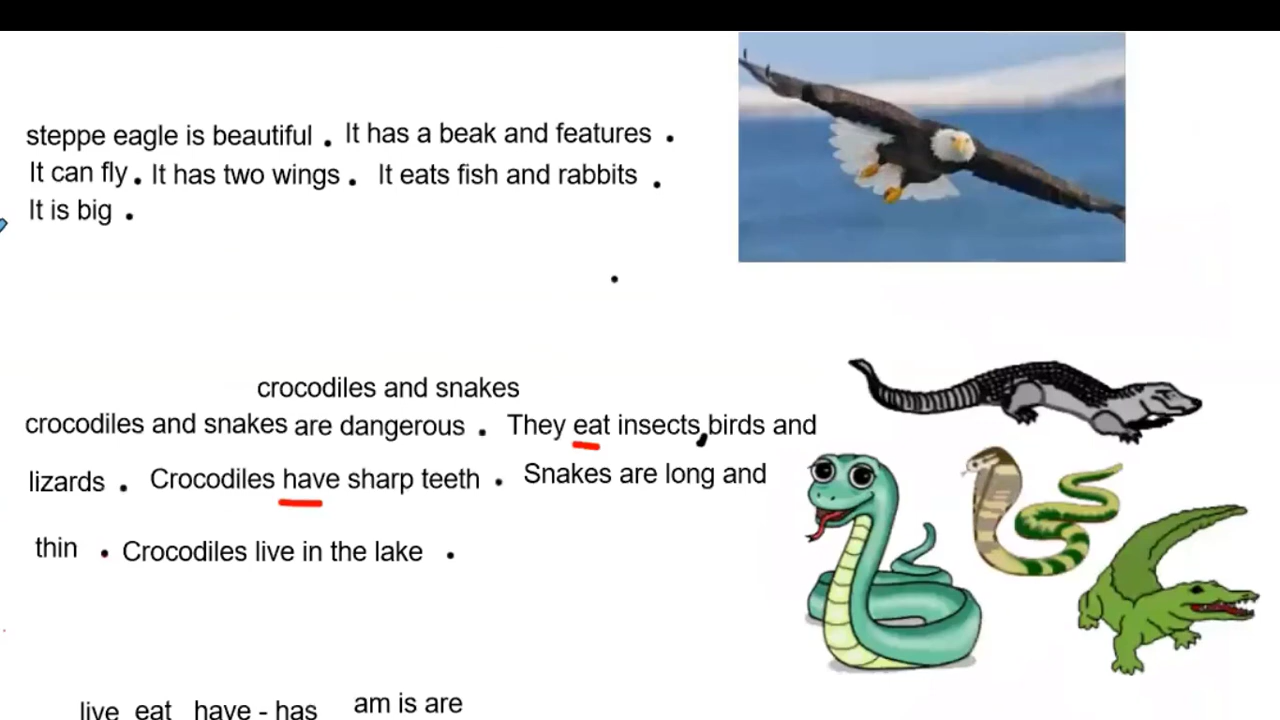 steppe eagle is beautiful . It has a beak and features .
It can fly . It has two wings . It eats fish and rabbits .
It is big .
crocodiles and snakes
crocodiles and snakes are dangerous . They eat insects,birds and
lizards . Crocodiles have sharp teeth . Snakes are long and
thin . Crocodiles live in the lake .
live eat have - has am is are